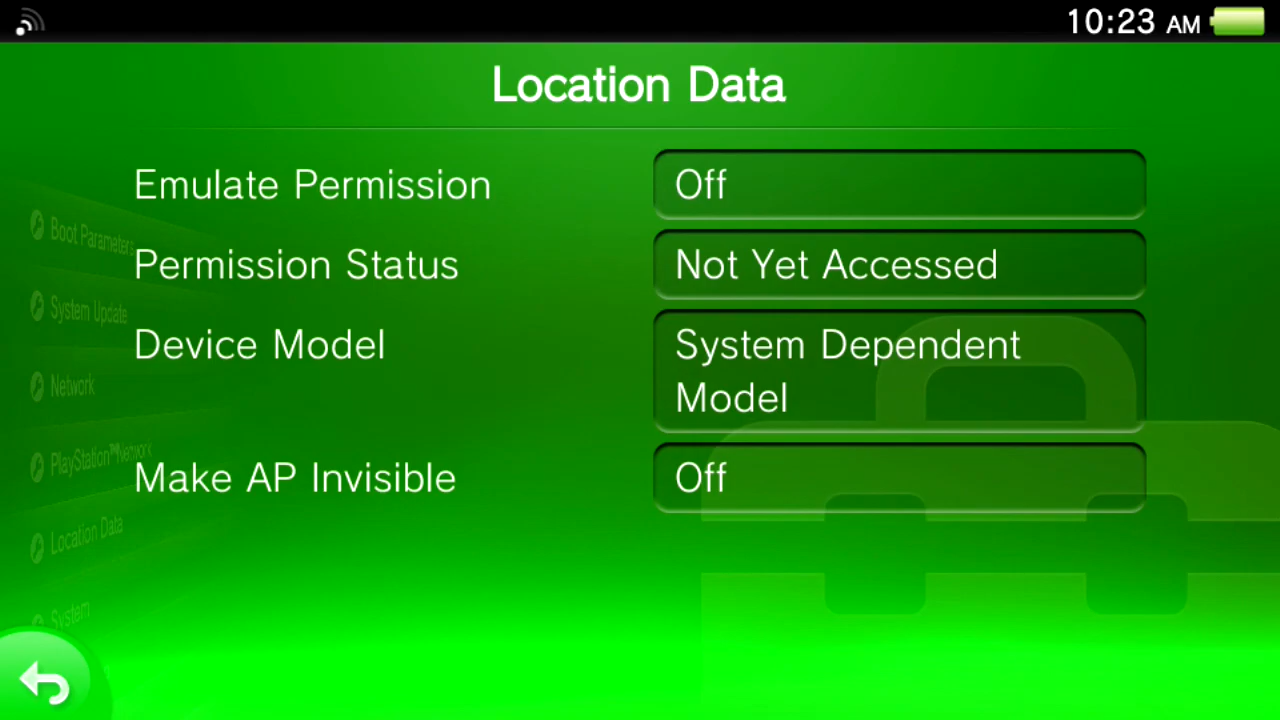 10:23 AM
Location Data
Emulate Permission
Off
Permission Status
Not Yet Accessed
Device Model
System Dependent
Model
Make AP Invisible
Off
Boot Parameters
System Update
Network
PlayStation™Network
Location Data
System